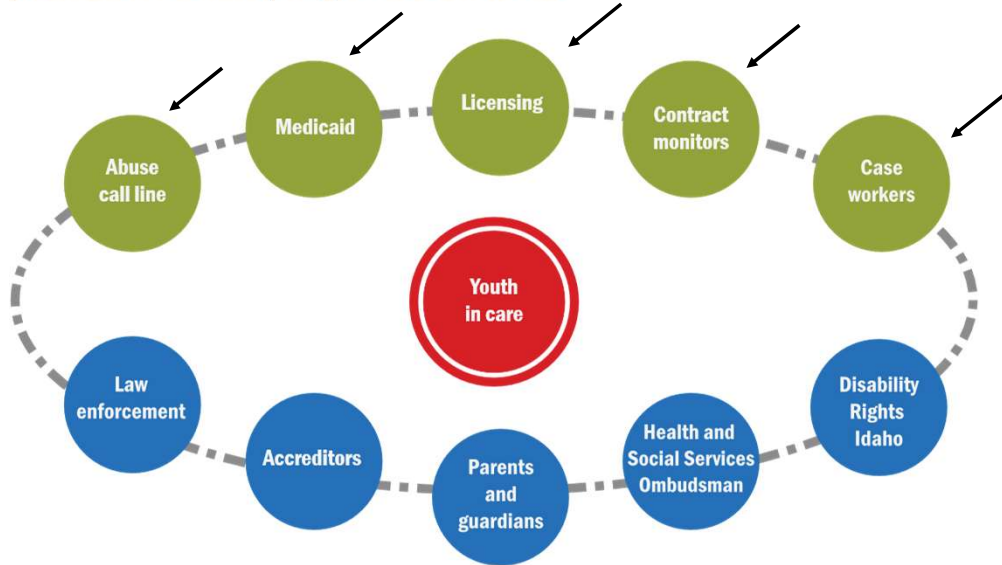 Abuse
call line
Medicaid
Licensing
Contract
monitors
Case
workers
Youth
in care
Law
enforcement
Accreditors
Parents
and
guardians
Health and
Social Services
Ombudsman
Disability
Rights
Idaho